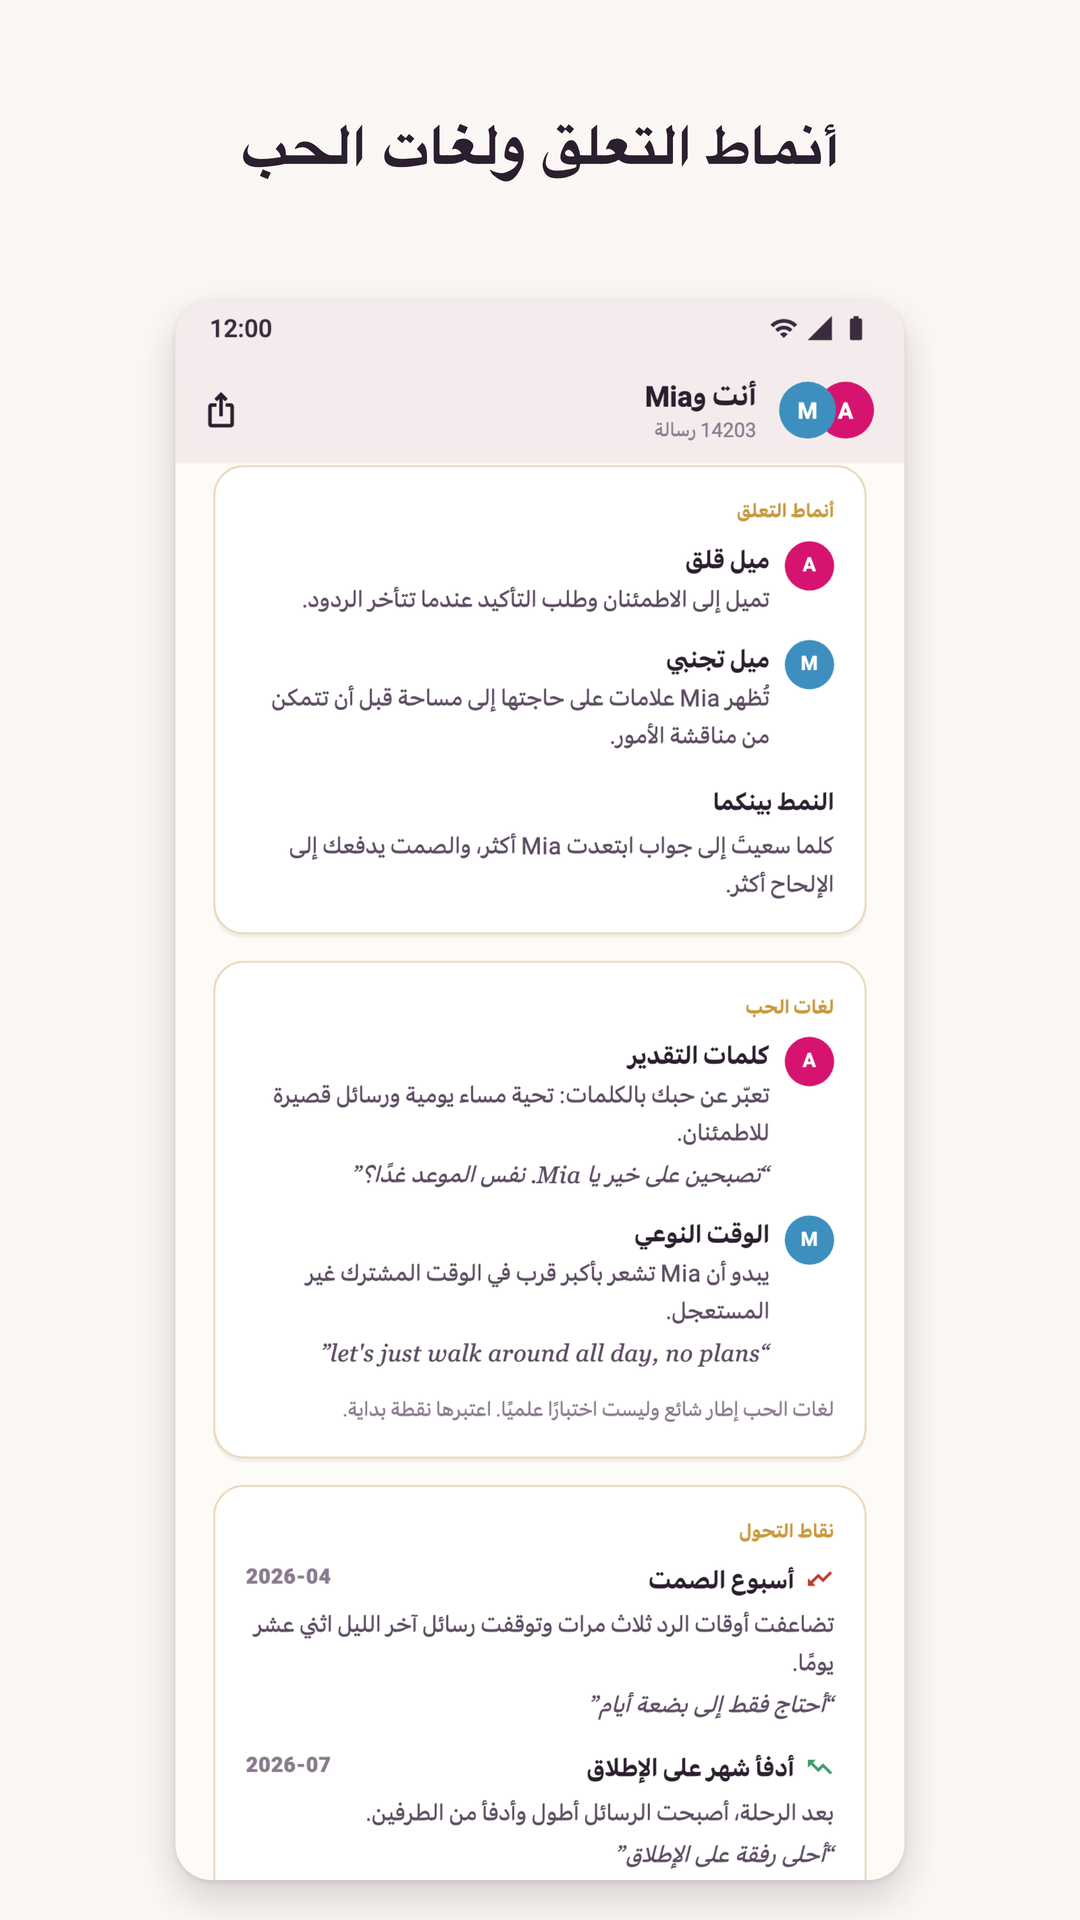 أنماط التعلق ولغات الحب
12:00
أنت وMia
14203 رسالة
M A
أنماط التعلق
A
ميل قلق
تميل إلى الاطمئنان وطلب التأكيد عندما تتأخر الردود.
M
ميل تجنبي
تُظهر Mia علامات على حاجتها إلى مساحة قبل أن تتمكن
من مناقشة الأمور.
النمط بينكما
كلما سعيتَ إلى جواب ابتعدت Mia أكثر، والصمت يدفعك إلى
الإلحاح أكثر.
لغات الحب
A
كلمات التقدير
تعبّر عن حبك بالكلمات: تحية مساء يومية ورسائل قصيرة
للاطمئنان.
“تصبحين على خير يا Mia. نفس الموعد غدًا؟”
M
الوقت النوعي
يبدو أن Mia تشعر بأكبر قرب في الوقت المشترك غير
المستعجل.
“let's just walk around all day, no plans”
لغات الحب إطار شائع وليست اختبارًا علميًا. اعتبرها نقطة بداية.
نقاط التحول
أسبوع الصمت
2026-04
تضاعفت أوقات الرد ثلاث مرات وتوقفت رسائل آخر الليل اثني عشر
يومًا.
“أحتاج فقط إلى بضعة أيام”
أدفأ شهر على الإطلاق
2026-07
بعد الرحلة، أصبحت الرسائل أطول وأدفأ من الطرفين.
“أحلى رفقة على الإطلاق”